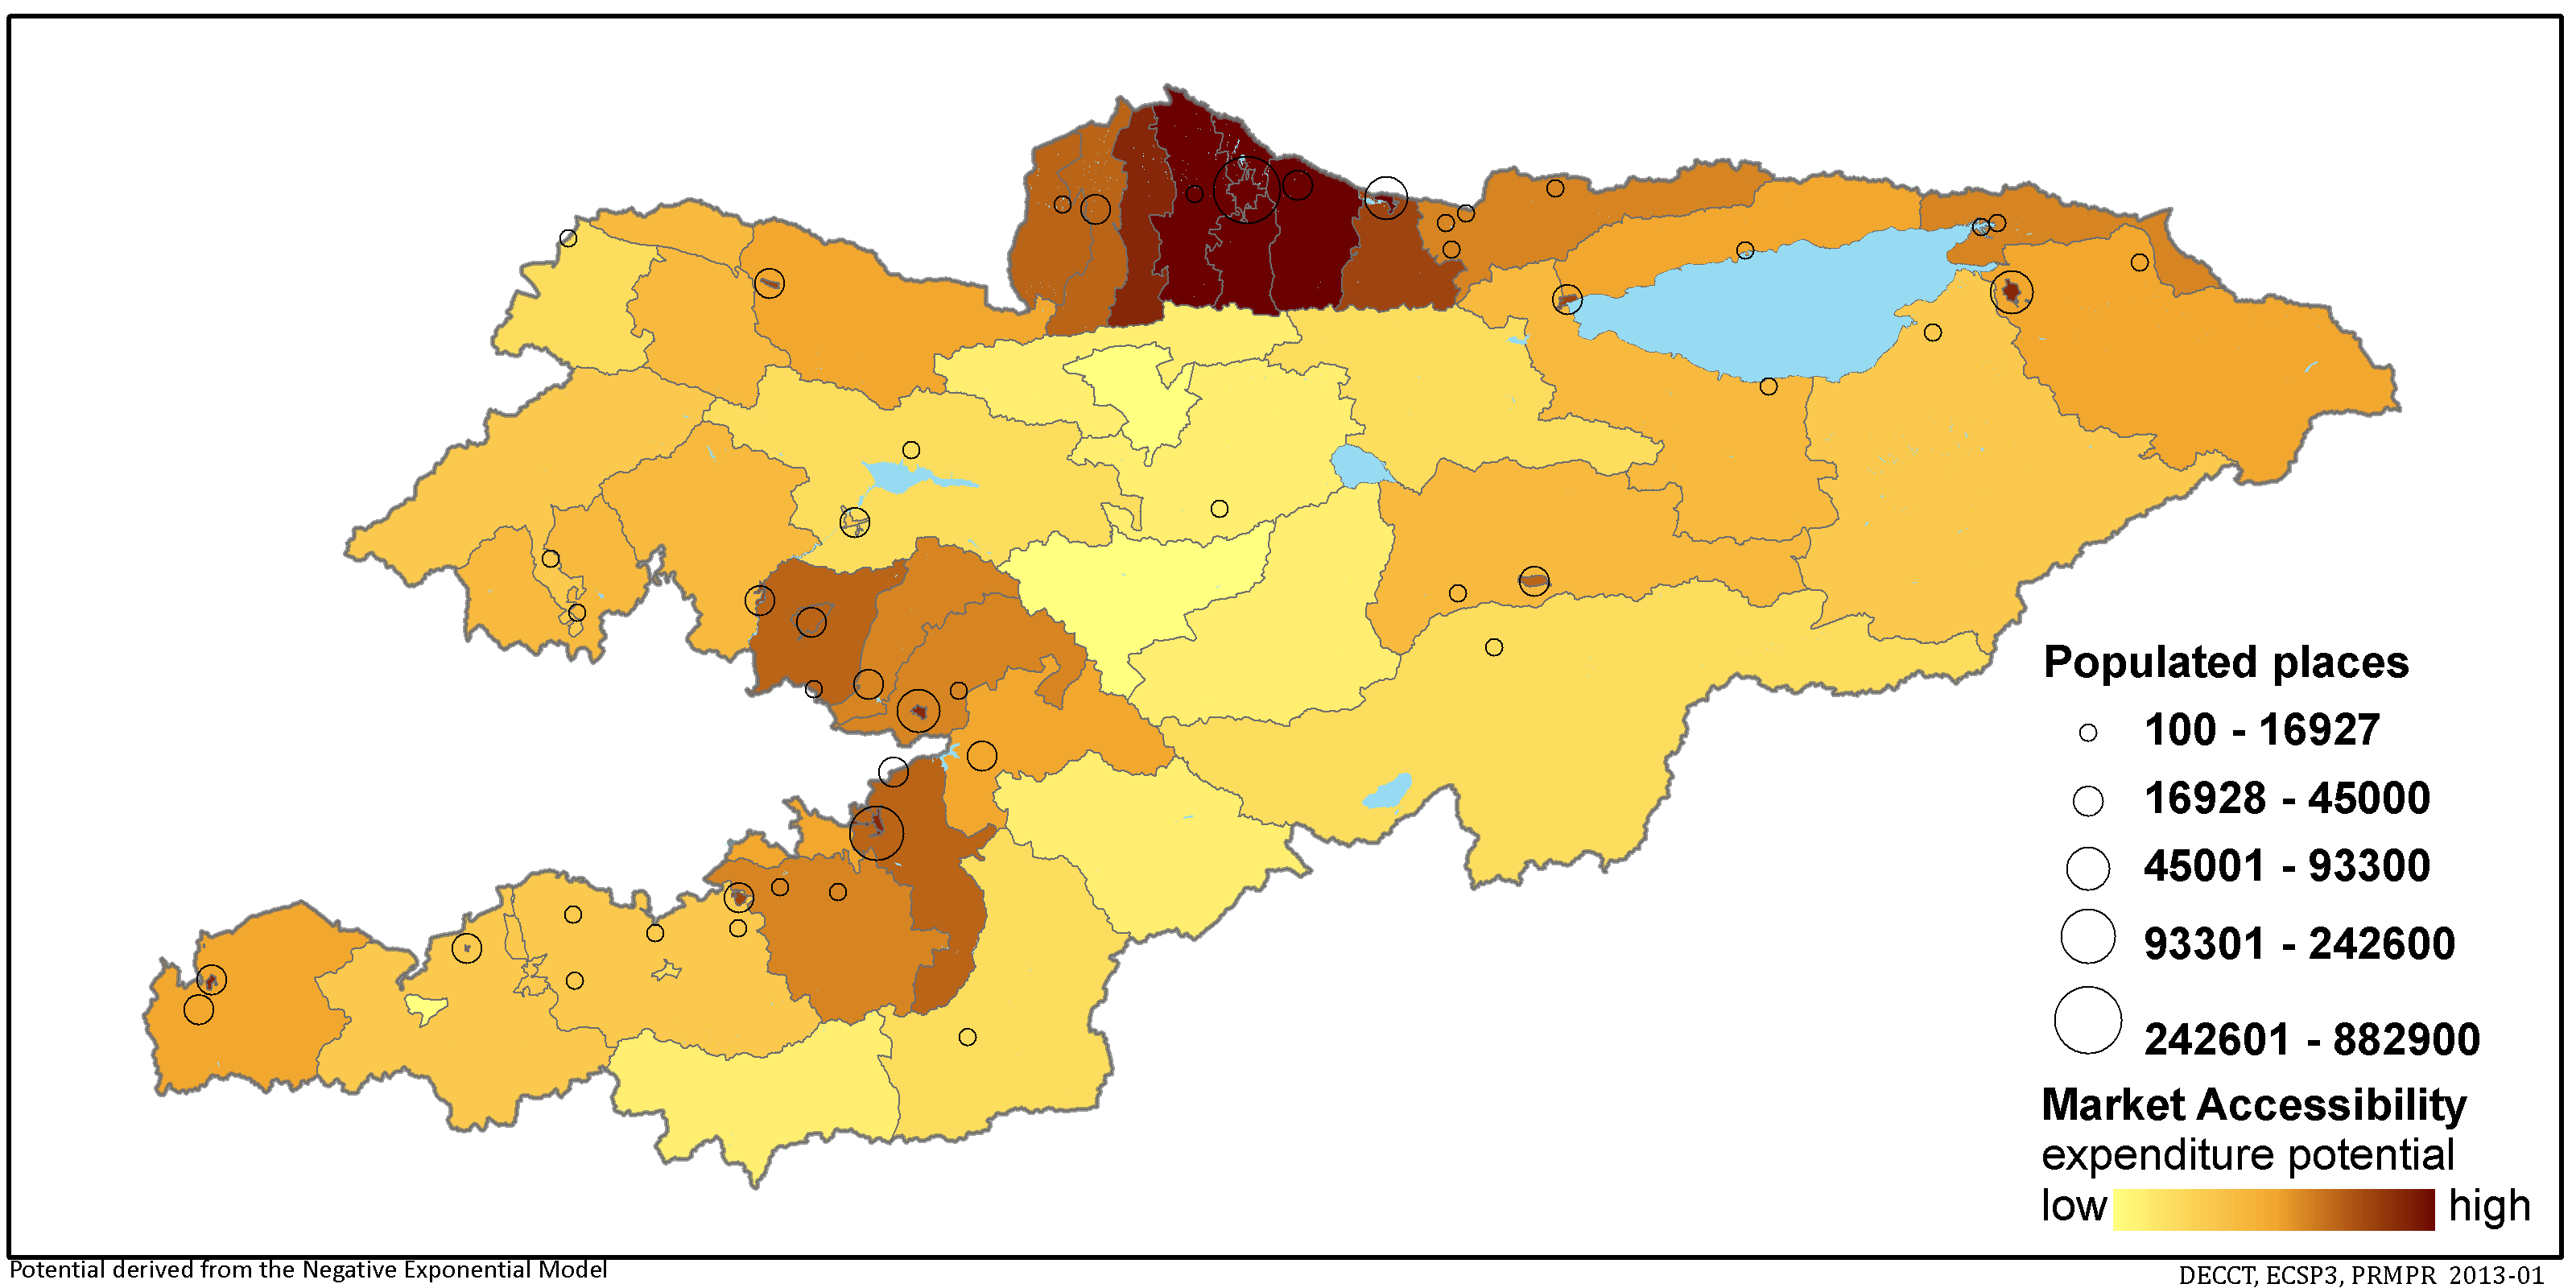 Populated places
100 - 16927
16928 - 45000
45001 - 93300
93301 - 242600
242601 - 882900
Market Accessibility
expenditure potential
low high
Potential derived from the Negative Exponential Model
DECCT, ECSP3, PRMPR 2013-01